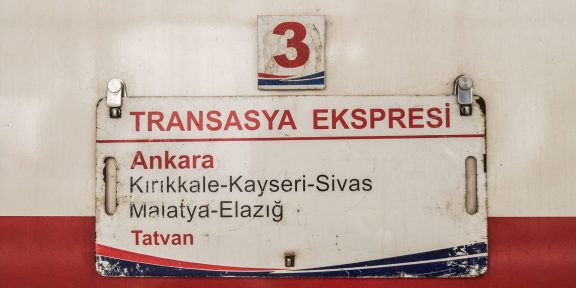 3
TRANSASYA EKSPRESİ
Ankara
Kırıkkale-Kayseri-Sivas
Malatya-Elazığ
Tatvan